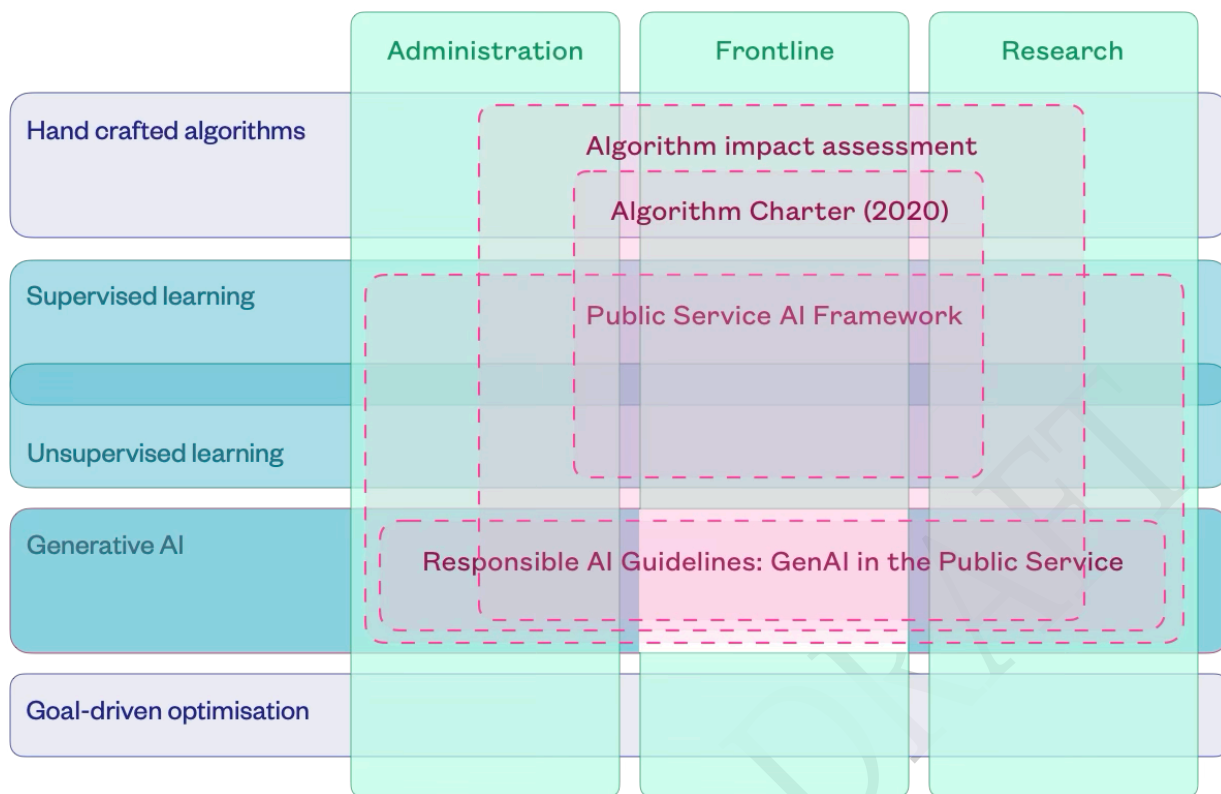 Administration
Frontline
Research
Hand crafted algorithms
Algorithm impact assessment
Algorithm Charter (2020)
Supervised learning
Public Service AI Framework
Unsupervised learning
Generative AI
Responsible AI Guidelines: GenAI in the Public Service
Goal-driven optimisation
DRAFT